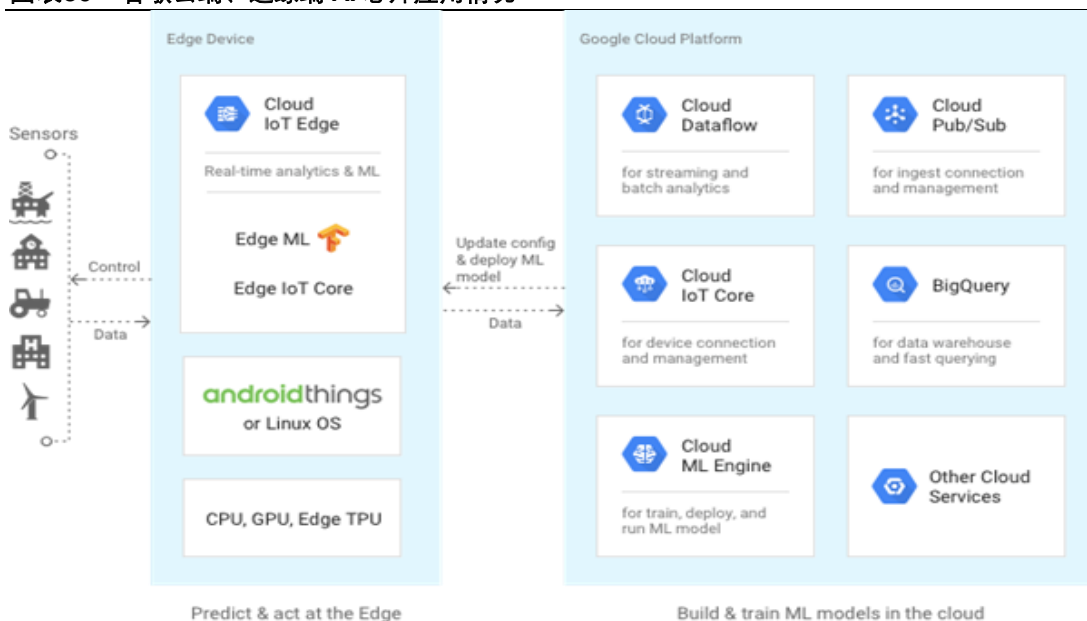 Edge Device
Google Cloud Platform
Sensors
Cloud
IoT Edge
Real-time analytics & ML
Edge ML
Edge IoT Core
Control
Data
androidthings
or Linux OS
CPU, GPU, Edge TPU
Update config
& deploy ML
model
Data
Cloud
Dataflow
for streaming and
batch analytics
Cloud
Pub/Sub
for ingest connection
and management
Cloud
IoT Core
for device connection
and management
BigQuery
for data warehouse
and fast querying
Cloud
ML Engine
for train, deploy, and
run ML model
Other Cloud
Services
Predict & act at the Edge
Build & train ML models in the cloud